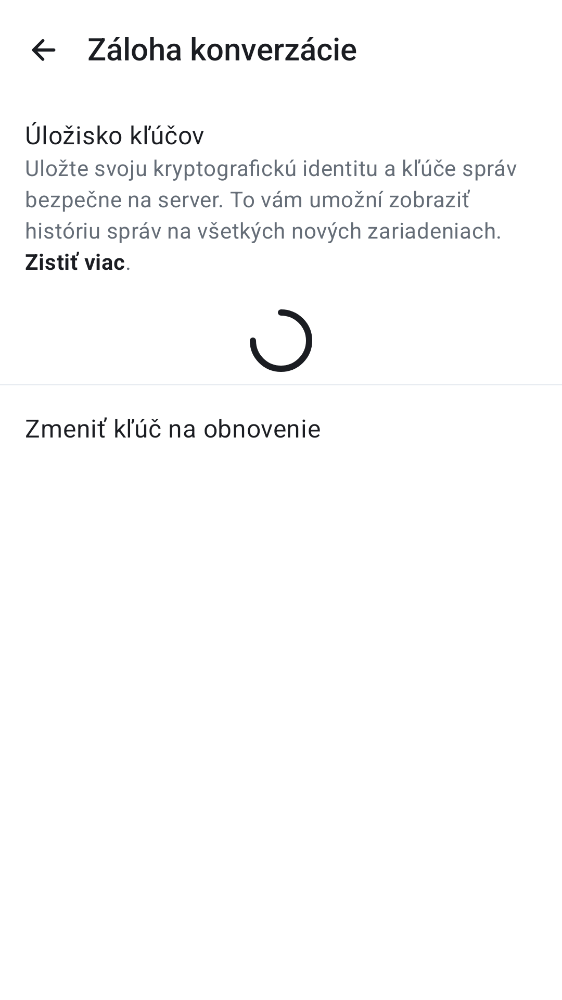 Záloha konverzácie
Úložisko kľúčov
Uložte svoju kryptografickú identitu a kľúče správ
bezpečne na server. To vám umožní zobraziť
históriu správ na všetkých nových zariadeniach.
Zistiť viac.
Zmeniť kľúč na obnovenie